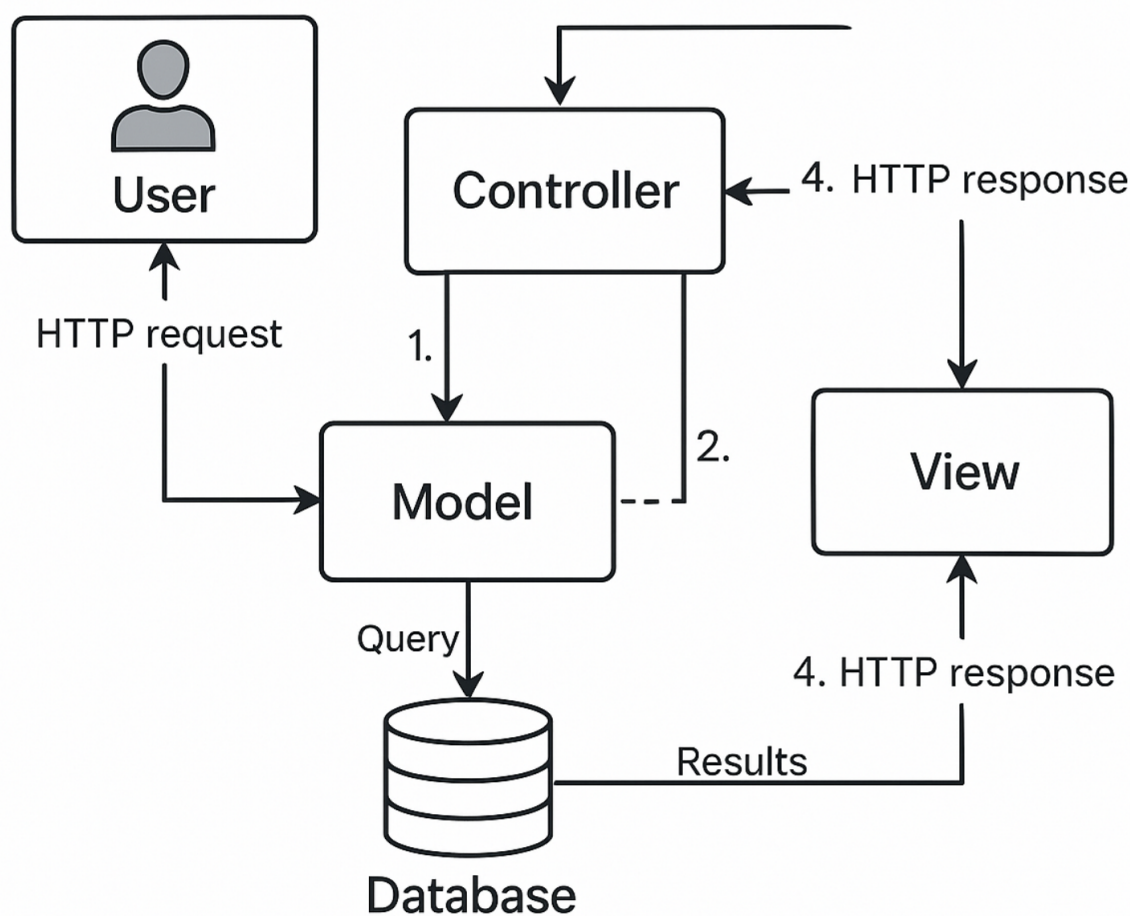 User
Controller
4. HTTP response
HTTP request
1.
2.
Model
View
Query
4. HTTP response
Results
Database